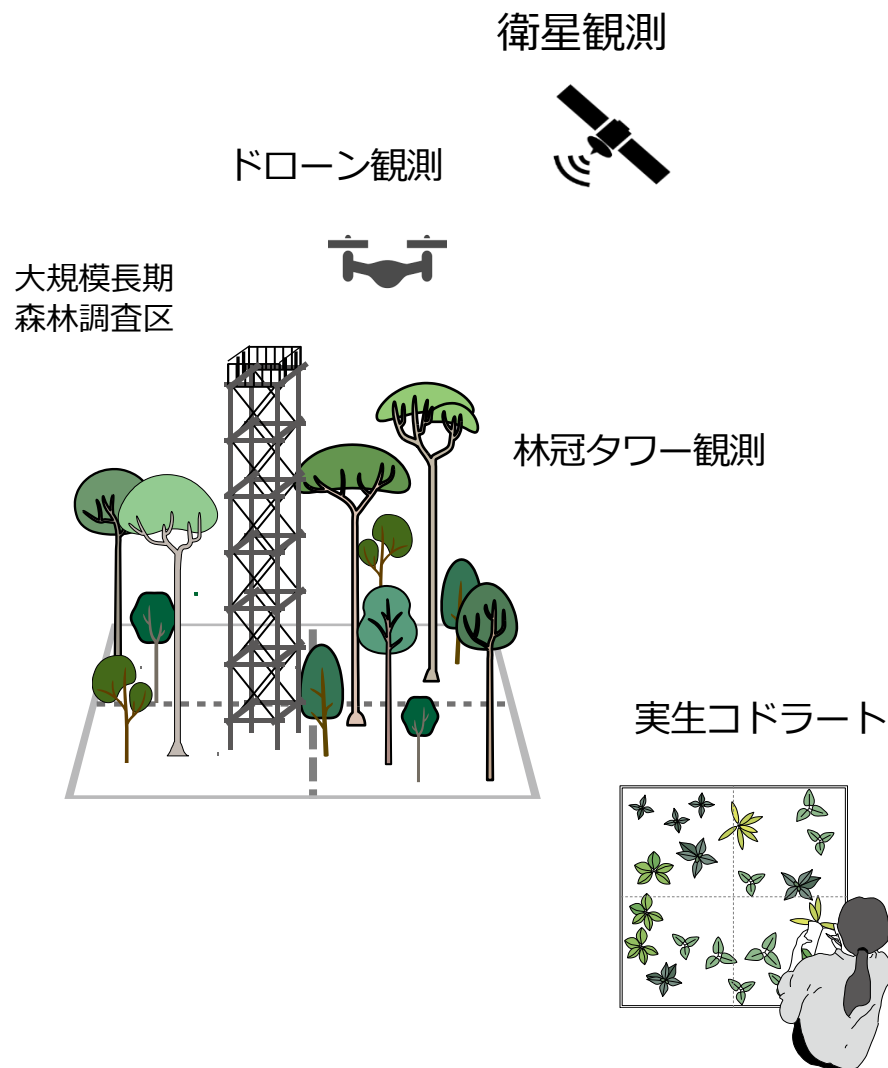 衛星観測
ドローン観測
大規模長期
森林調査区
林冠タワー観測
実生コドラート